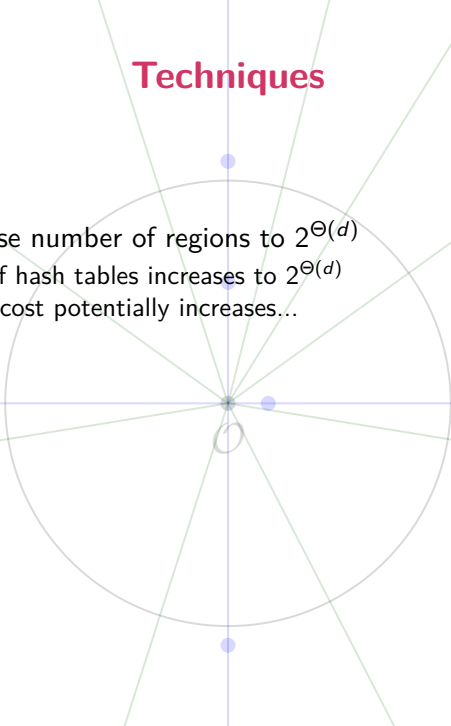 Techniques
se number of regions to 2^Θ(d)
f hash tables increases to 2^Θ(d)
cost potentially increases...
O